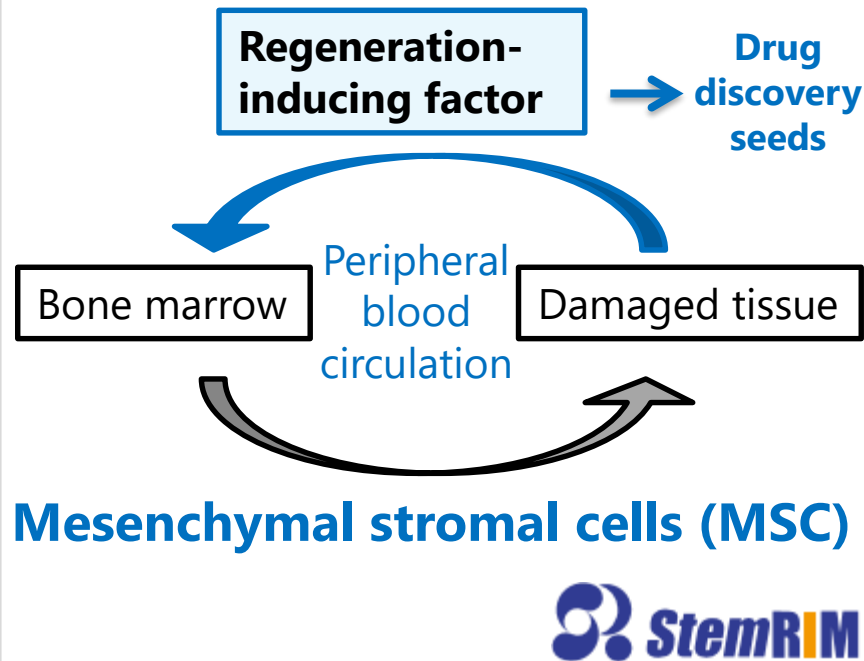 Regeneration-
inducing factor
Drug
discovery
seeds
Bone marrow
Peripheral
blood
circulation
Damaged tissue
Mesenchymal stromal cells (MSC)
StemRIM